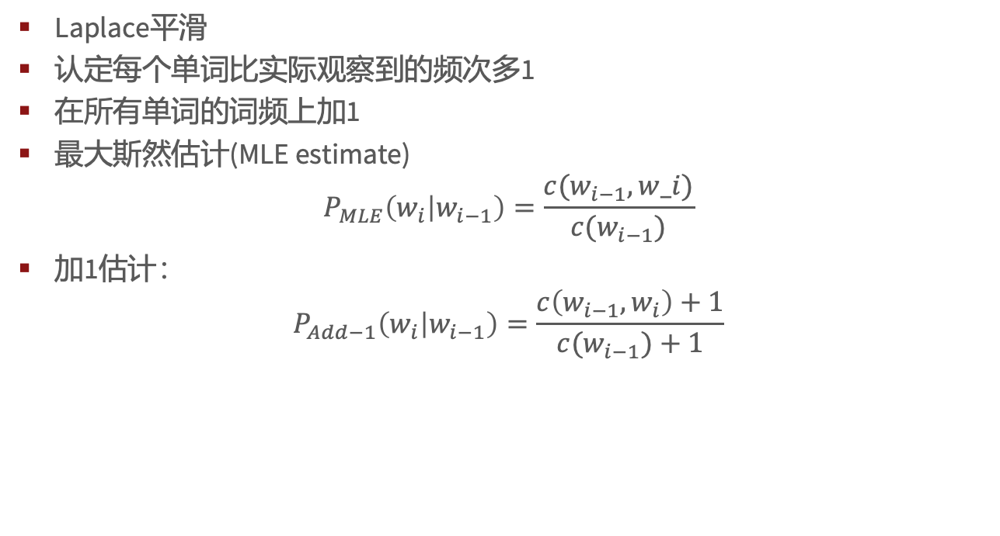 ▪ Laplace平滑
▪ 认定每个单词比实际观察到的频次多1
▪ 在所有单词的词频上加1
▪ 最大斯然估计(MLE estimate)
P_{MLE}(w_i|w_{i-1}) = \frac{c(w_{i-1}, w\_i)}{c(w_{i-1})}
▪ 加1估计：
P_{Add-1}(w_i|w_{i-1}) = \frac{c(w_{i-1}, w_i) + 1}{c(w_{i-1}) + 1}